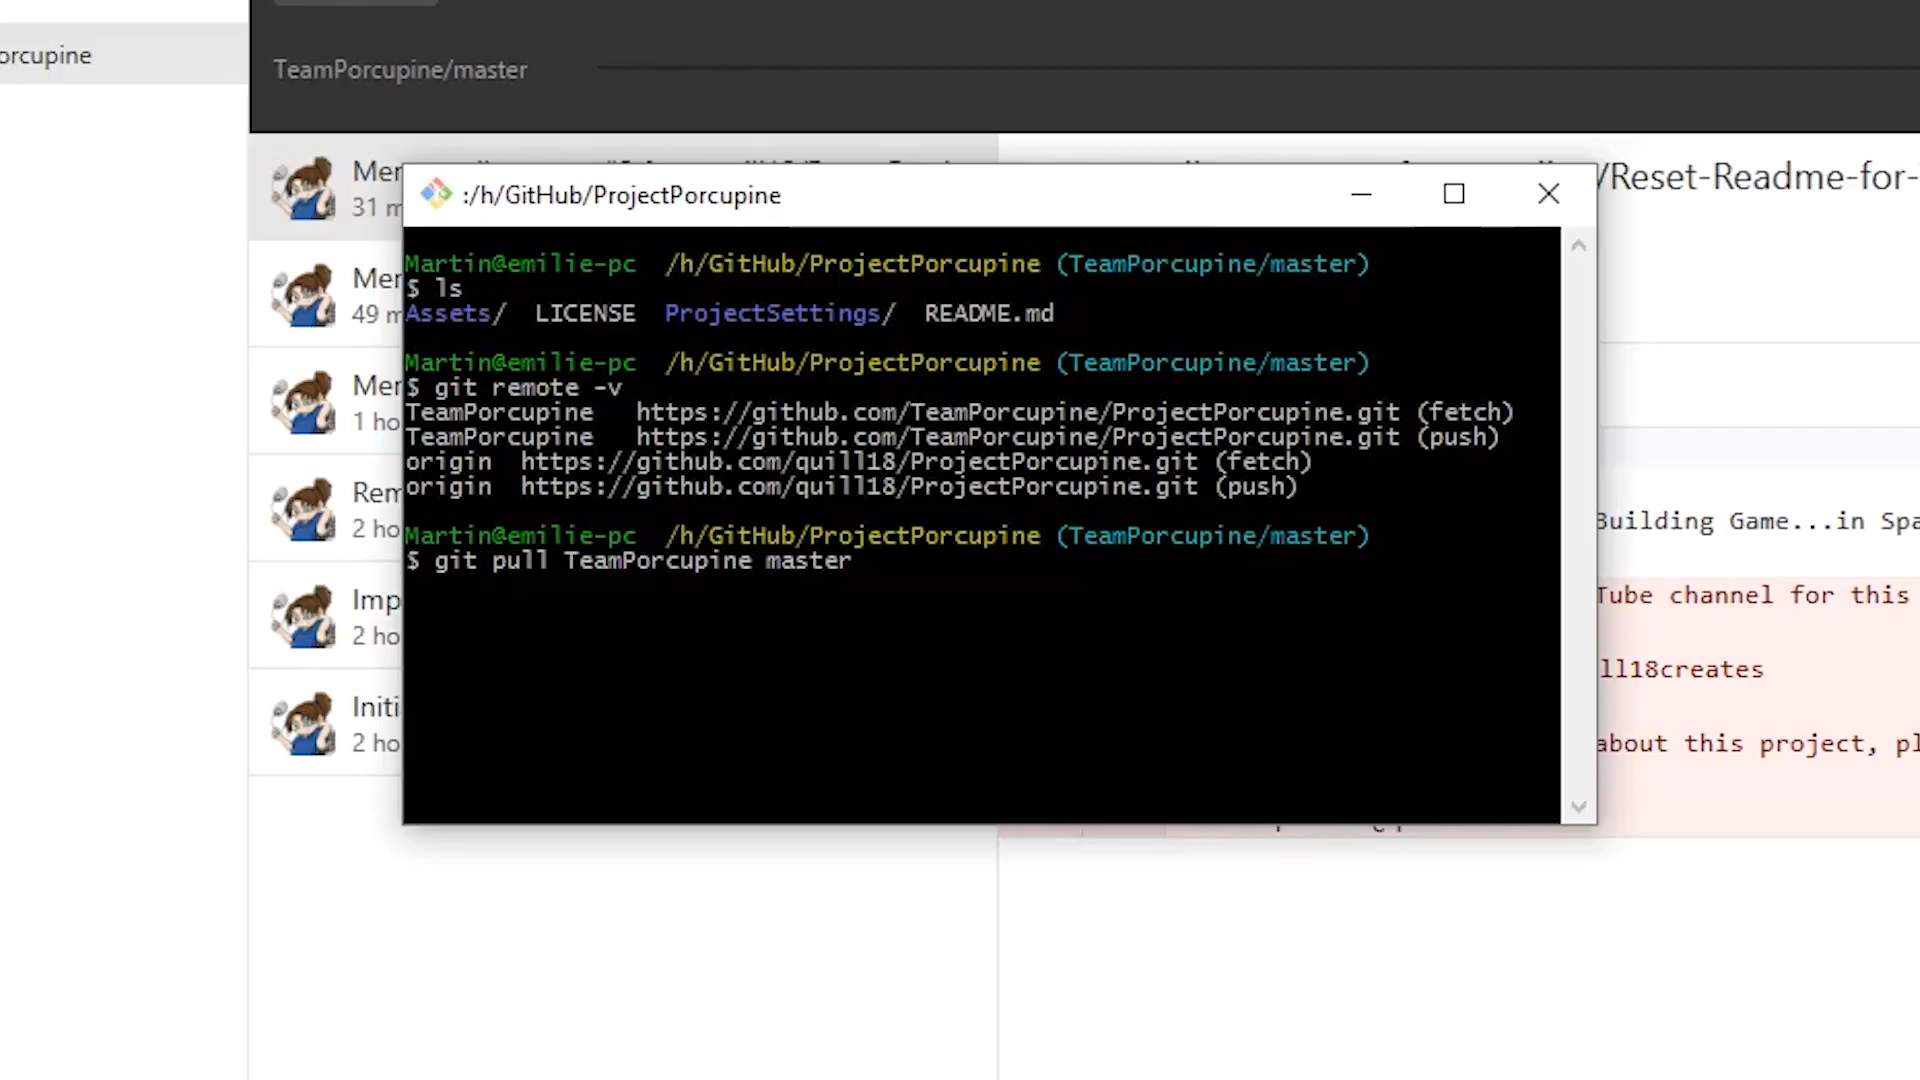 orcupine
TeamPorcupine/master
31 m
49 m
1 ho
Rem
2 ho
Imp
2 ho
Initi
2 ho
:/h/GitHub/ProjectPorcupine
Martin@emilie-pc /h/GitHub/ProjectPorcupine (TeamPorcupine/master)
$ ls
Assets/ LICENSE ProjectSettings/ README.md
Martin@emilie-pc /h/GitHub/ProjectPorcupine (TeamPorcupine/master)
$ git remote -v
TeamPorcupine https://github.com/TeamPorcupine/ProjectPorcupine.git (fetch)
TeamPorcupine https://github.com/TeamPorcupine/ProjectPorcupine.git (push)
origin https://github.com/quill18/ProjectPorcupine.git (fetch)
origin https://github.com/quill18/ProjectPorcupine.git (push)
Martin@emilie-pc /h/GitHub/ProjectPorcupine (TeamPorcupine/master)
$ git pull TeamPorcupine master
/Reset-Readme-for-
Building Game...in Spa
Tube channel for this
ll18creates
about this project, pl